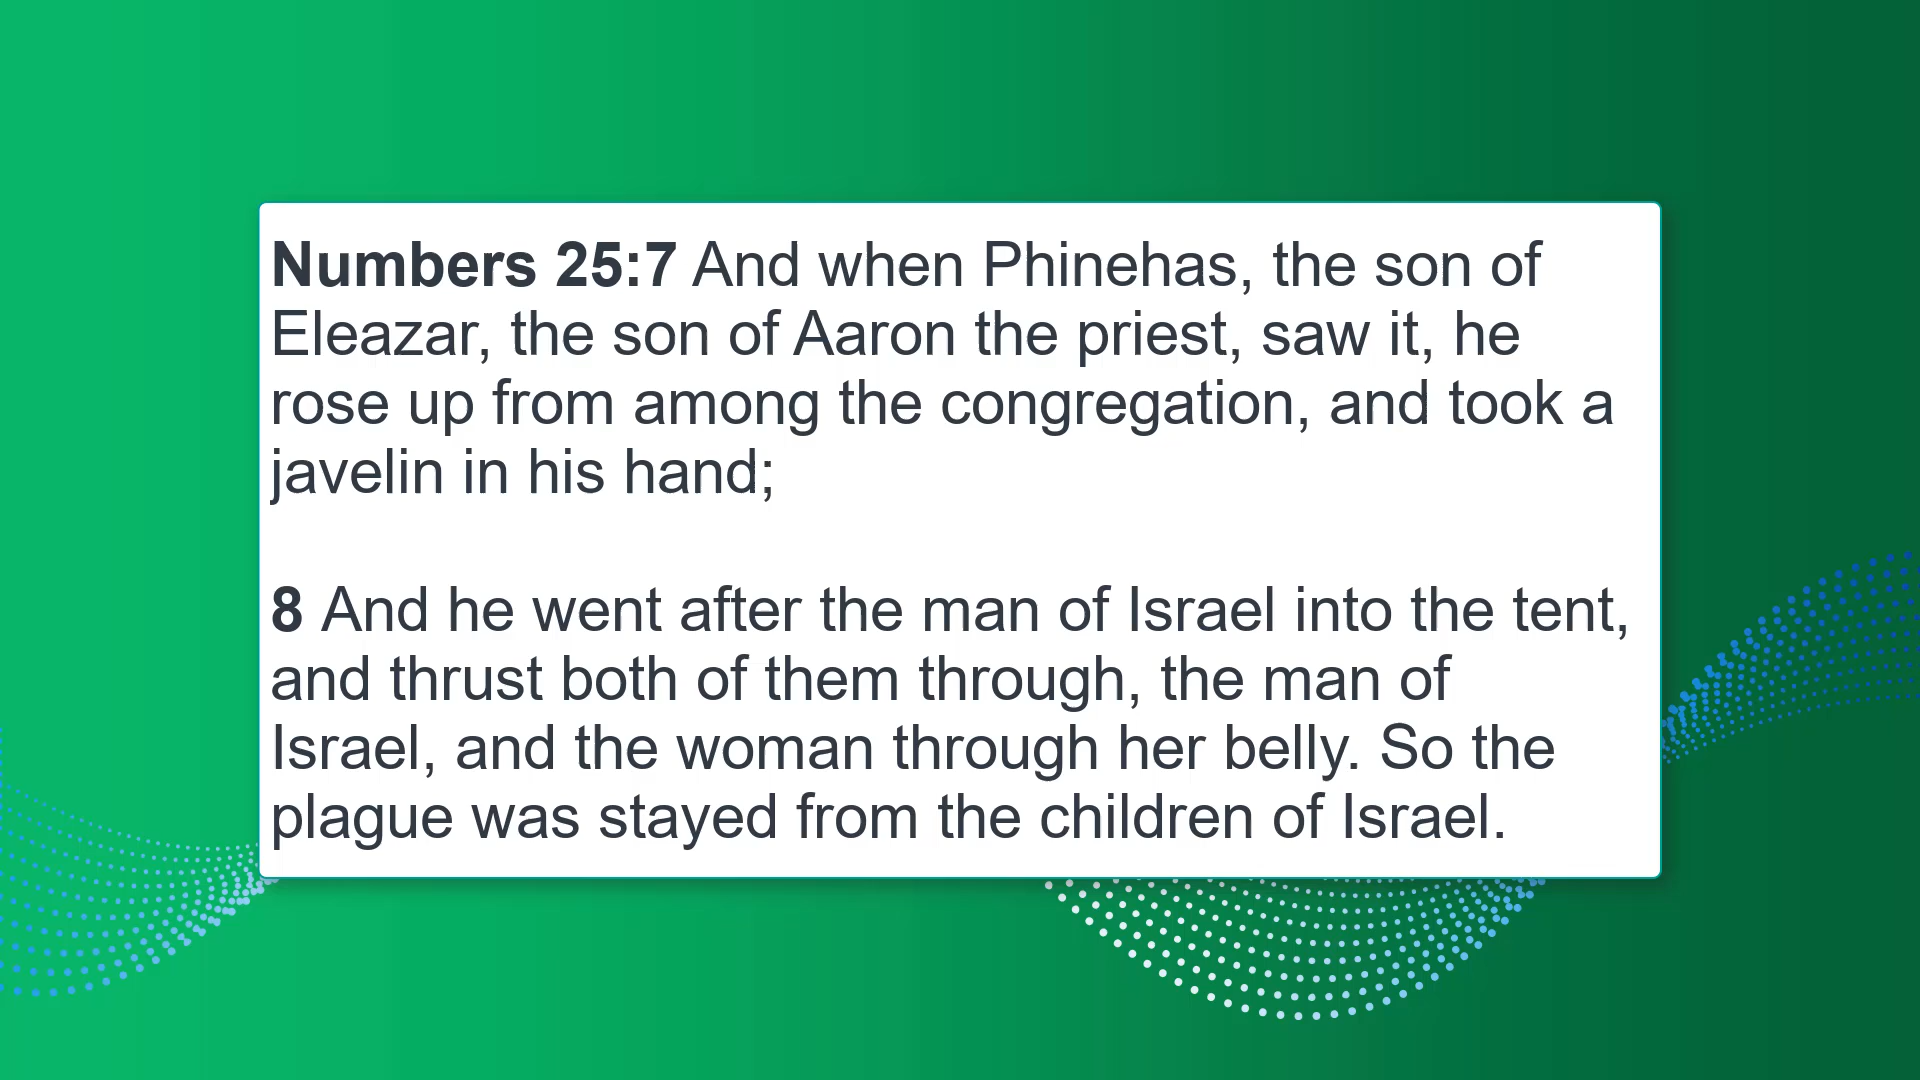 Numbers 25:7 And when Phinehas, the son of
Eleazar, the son of Aaron the priest, saw it, he
rose up from among the congregation, and took a
javelin in his hand;
8 And he went after the man of Israel into the tent,
and thrust both of them through, the man of
Israel, and the woman through her belly. So the
plague was stayed from the children of Israel.